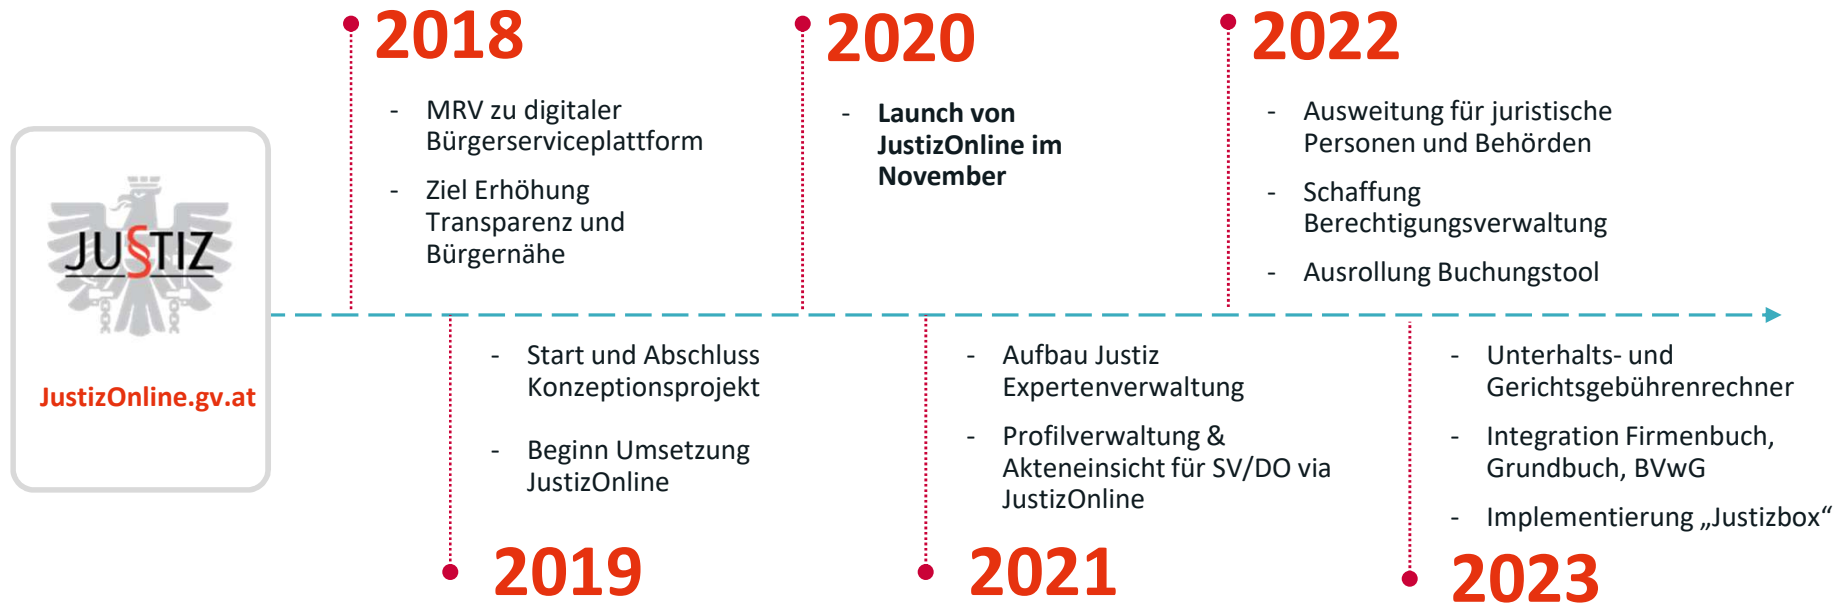 JUSTIZ
JustizOnline.gv.at
2018
- MRV zu digitaler
Bürgerserviceplattform
- Ziel Erhöhung
Transparenz und
Bürgernähe
2019
- Start und Abschluss
Konzeptionsprojekt
- Beginn Umsetzung
JustizOnline
2020
- Launch von
JustizOnline im
November
2021
- Aufbau Justiz
Expertenverwaltung
- Profilverwaltung &
Akteneinsicht für SV/DO via
JustizOnline
2022
- Ausweitung für juristische
Personen und Behörden
- Schaffung
Berechtigungsverwaltung
- Ausrollung Buchungstool
2023
- Unterhalts- und
Gerichtsgebührenrechner
- Integration Firmenbuch,
Grundbuch, BVwG
- Implementierung „Justizbox“